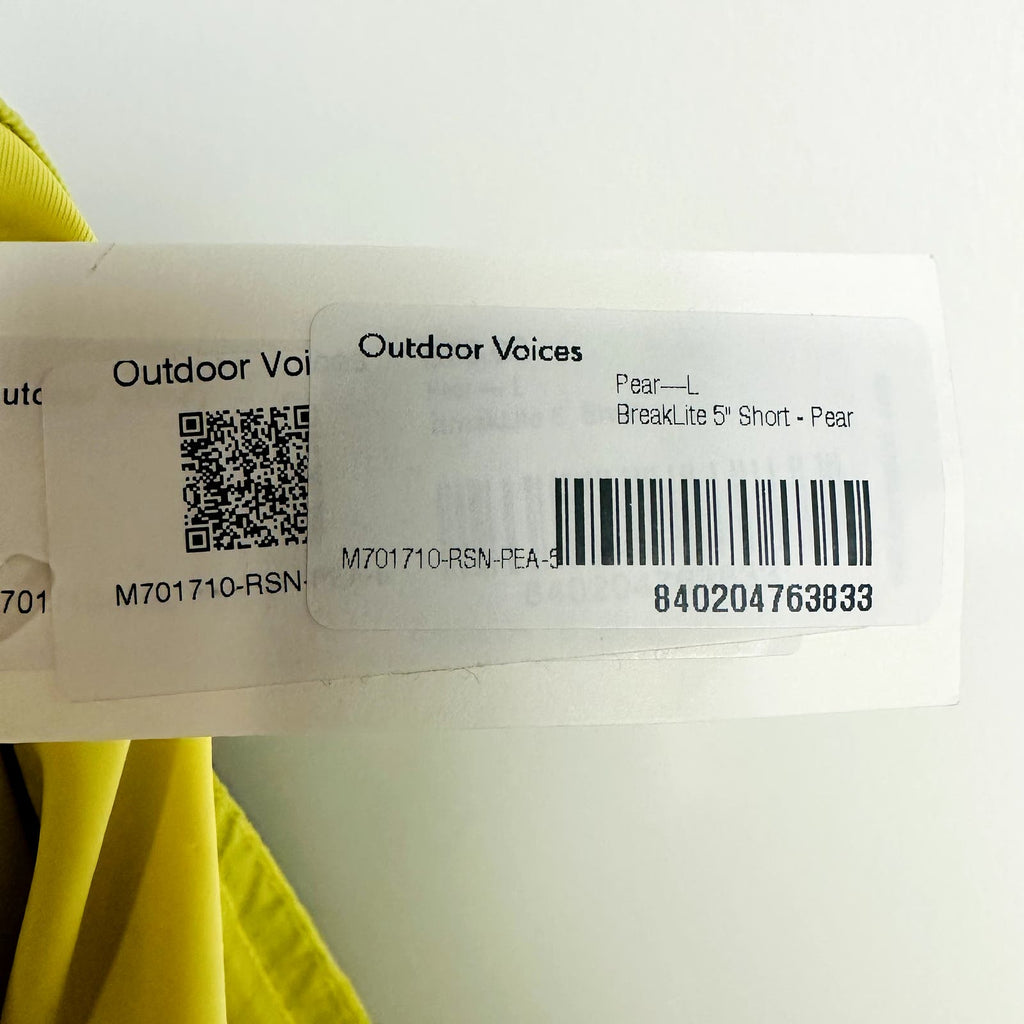 Outdoor Voices
Pear—L
BreakLite 5" Short - Pear
M701710-RSN-PEA-5
840204763833
Outdoor Voi
M701710-RSN-
utd
701